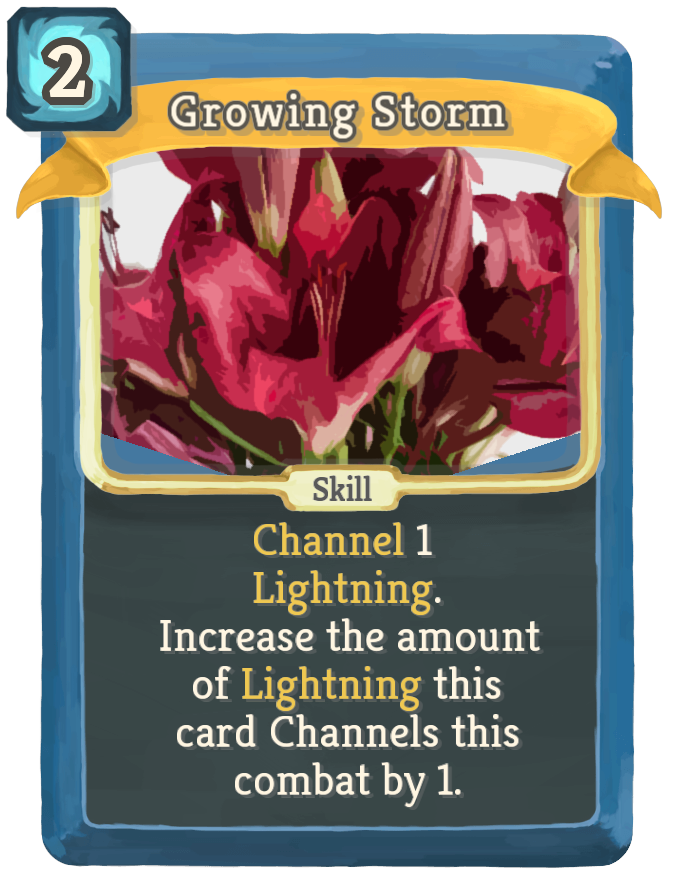 2
Growing Storm
Skill
Channel 1
Lightning.
Increase the amount
of Lightning this
card Channels this
combat by 1.